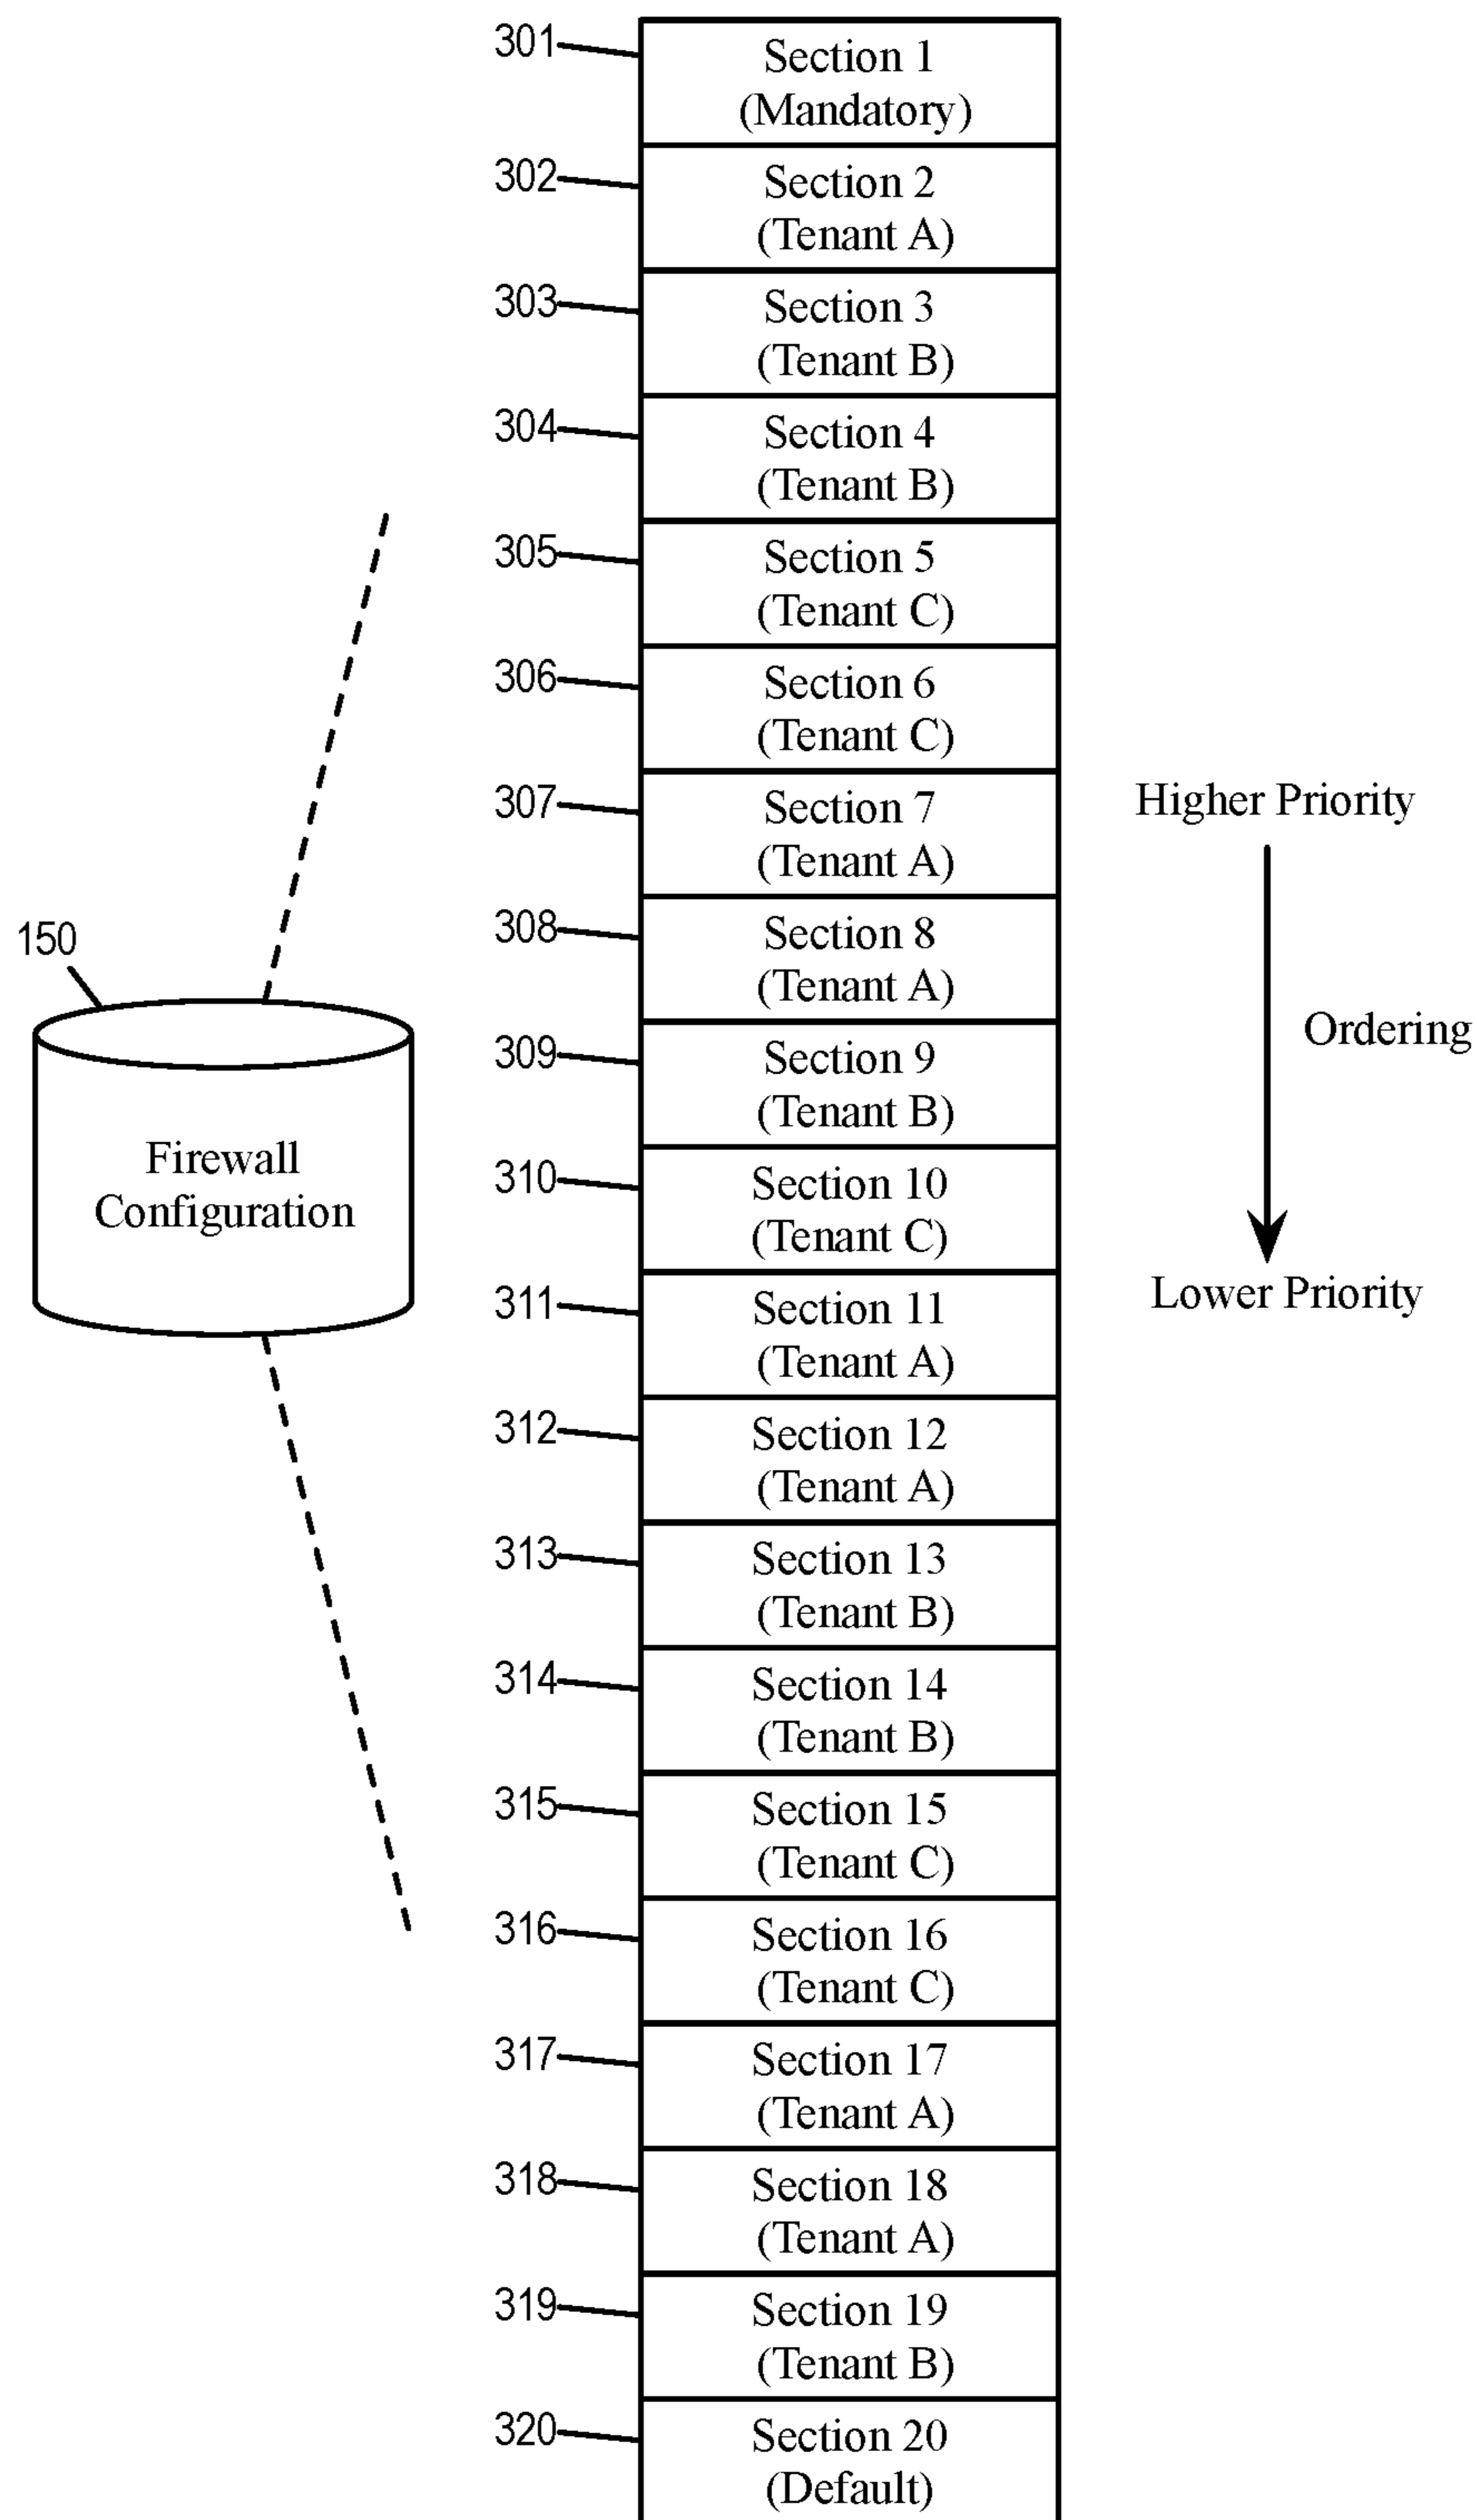 301
Section 1
(Mandatory)
302
Section 2
(Tenant A)
303
Section 3
(Tenant B)
304
Section 4
(Tenant B)
305
Section 5
(Tenant C)
306
Section 6
(Tenant C)
307
Section 7
(Tenant A)
308
Section 8
(Tenant A)
309
Section 9
(Tenant B)
310
Section 10
(Tenant C)
311
Section 11
(Tenant A)
312
Section 12
(Tenant A)
313
Section 13
(Tenant B)
314
Section 14
(Tenant B)
315
Section 15
(Tenant C)
316
Section 16
(Tenant C)
317
Section 17
(Tenant A)
318
Section 18
(Tenant A)
319
Section 19
(Tenant B)
320
Section 20
(Default)
150
Firewall
Configuration
Higher Priority
Ordering
Lower Priority